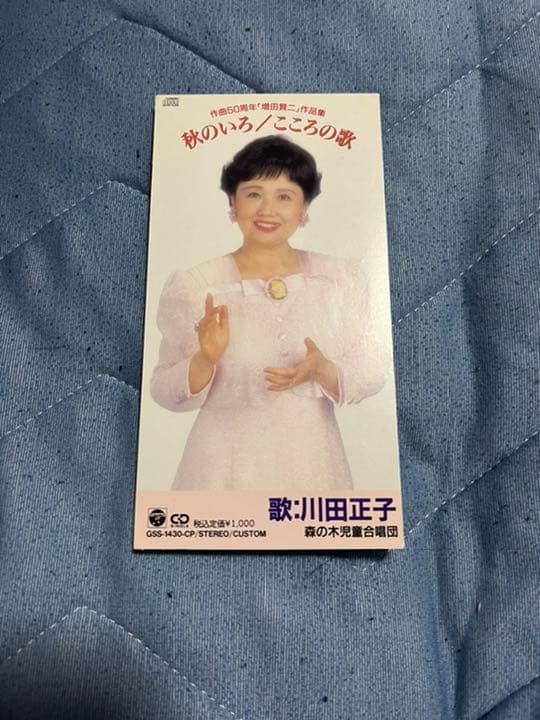 作曲50周年「増田賢二」作品集
秋のいろ/こころの歌
歌:川田正子
税込定価¥1,000
GSS-1430-CP/STEREO/CUSTOM
森の木児童合唱団